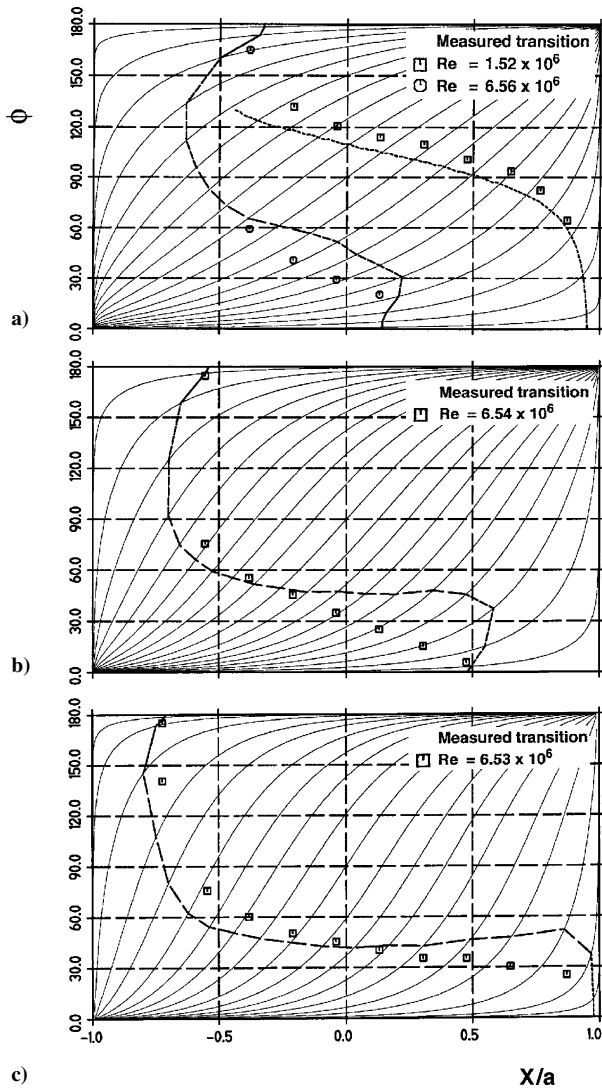 180.0
150.0
120.0
90.0
60.0
30.0
0.0
ϕ
Measured transition
Re = 1.52 x 10⁶
Re = 6.56 x 10⁶
a)
180.0
150.0
120.0
90.0
60.0
30.0
0.0
Measured transition
Re = 6.54 x 10⁶
b)
180.0
150.0
120.0
90.0
60.0
30.0
0.0
Measured transition
Re = 6.53 x 10⁶
-1.0
-0.5
0.0
0.5
1.0
c)
X/a